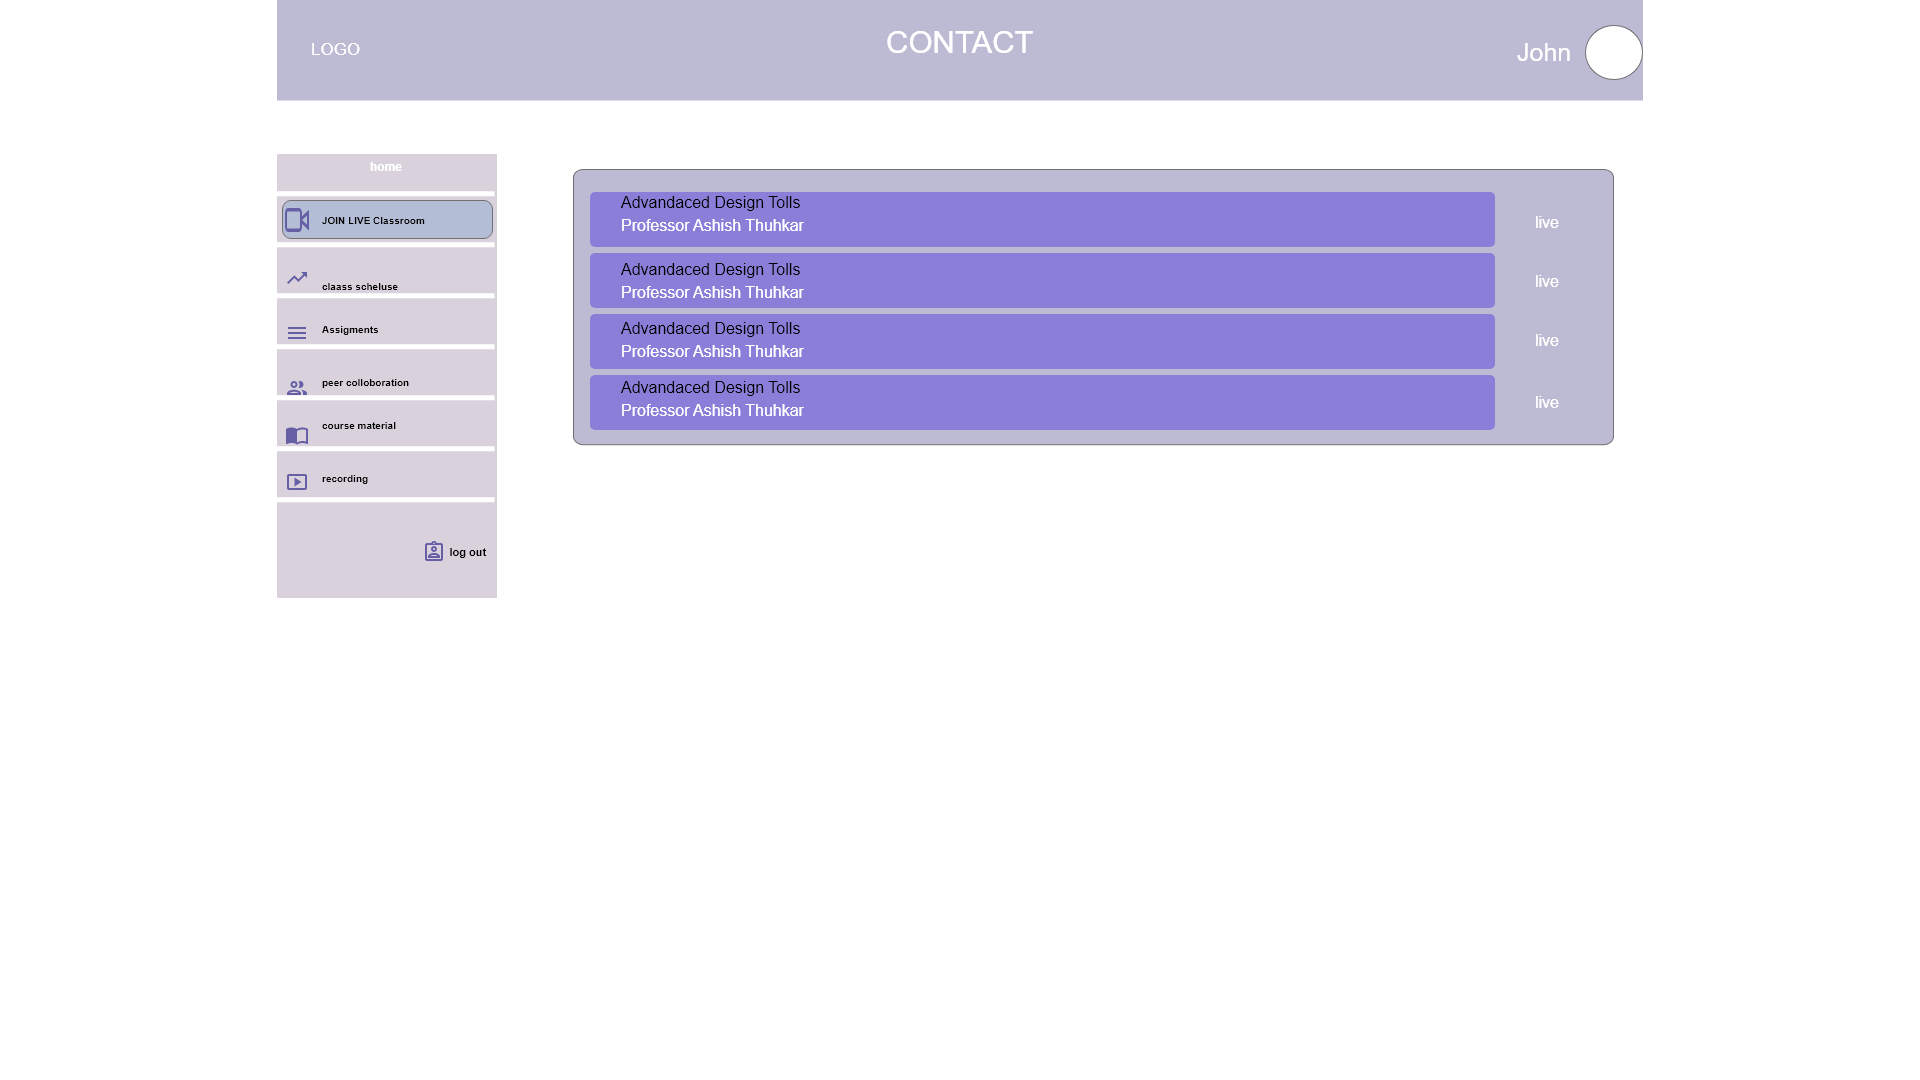 LOGO
CONTACT
John
home
JOIN LIVE Classroom
claass scheluse
Assigments
peer colloboration
course material
recording
log out
Advandaced Design Tolls
Professor Ashish Thuhkar
live
Advandaced Design Tolls
Professor Ashish Thuhkar
live
Advandaced Design Tolls
Professor Ashish Thuhkar
live
Advandaced Design Tolls
Professor Ashish Thuhkar
live